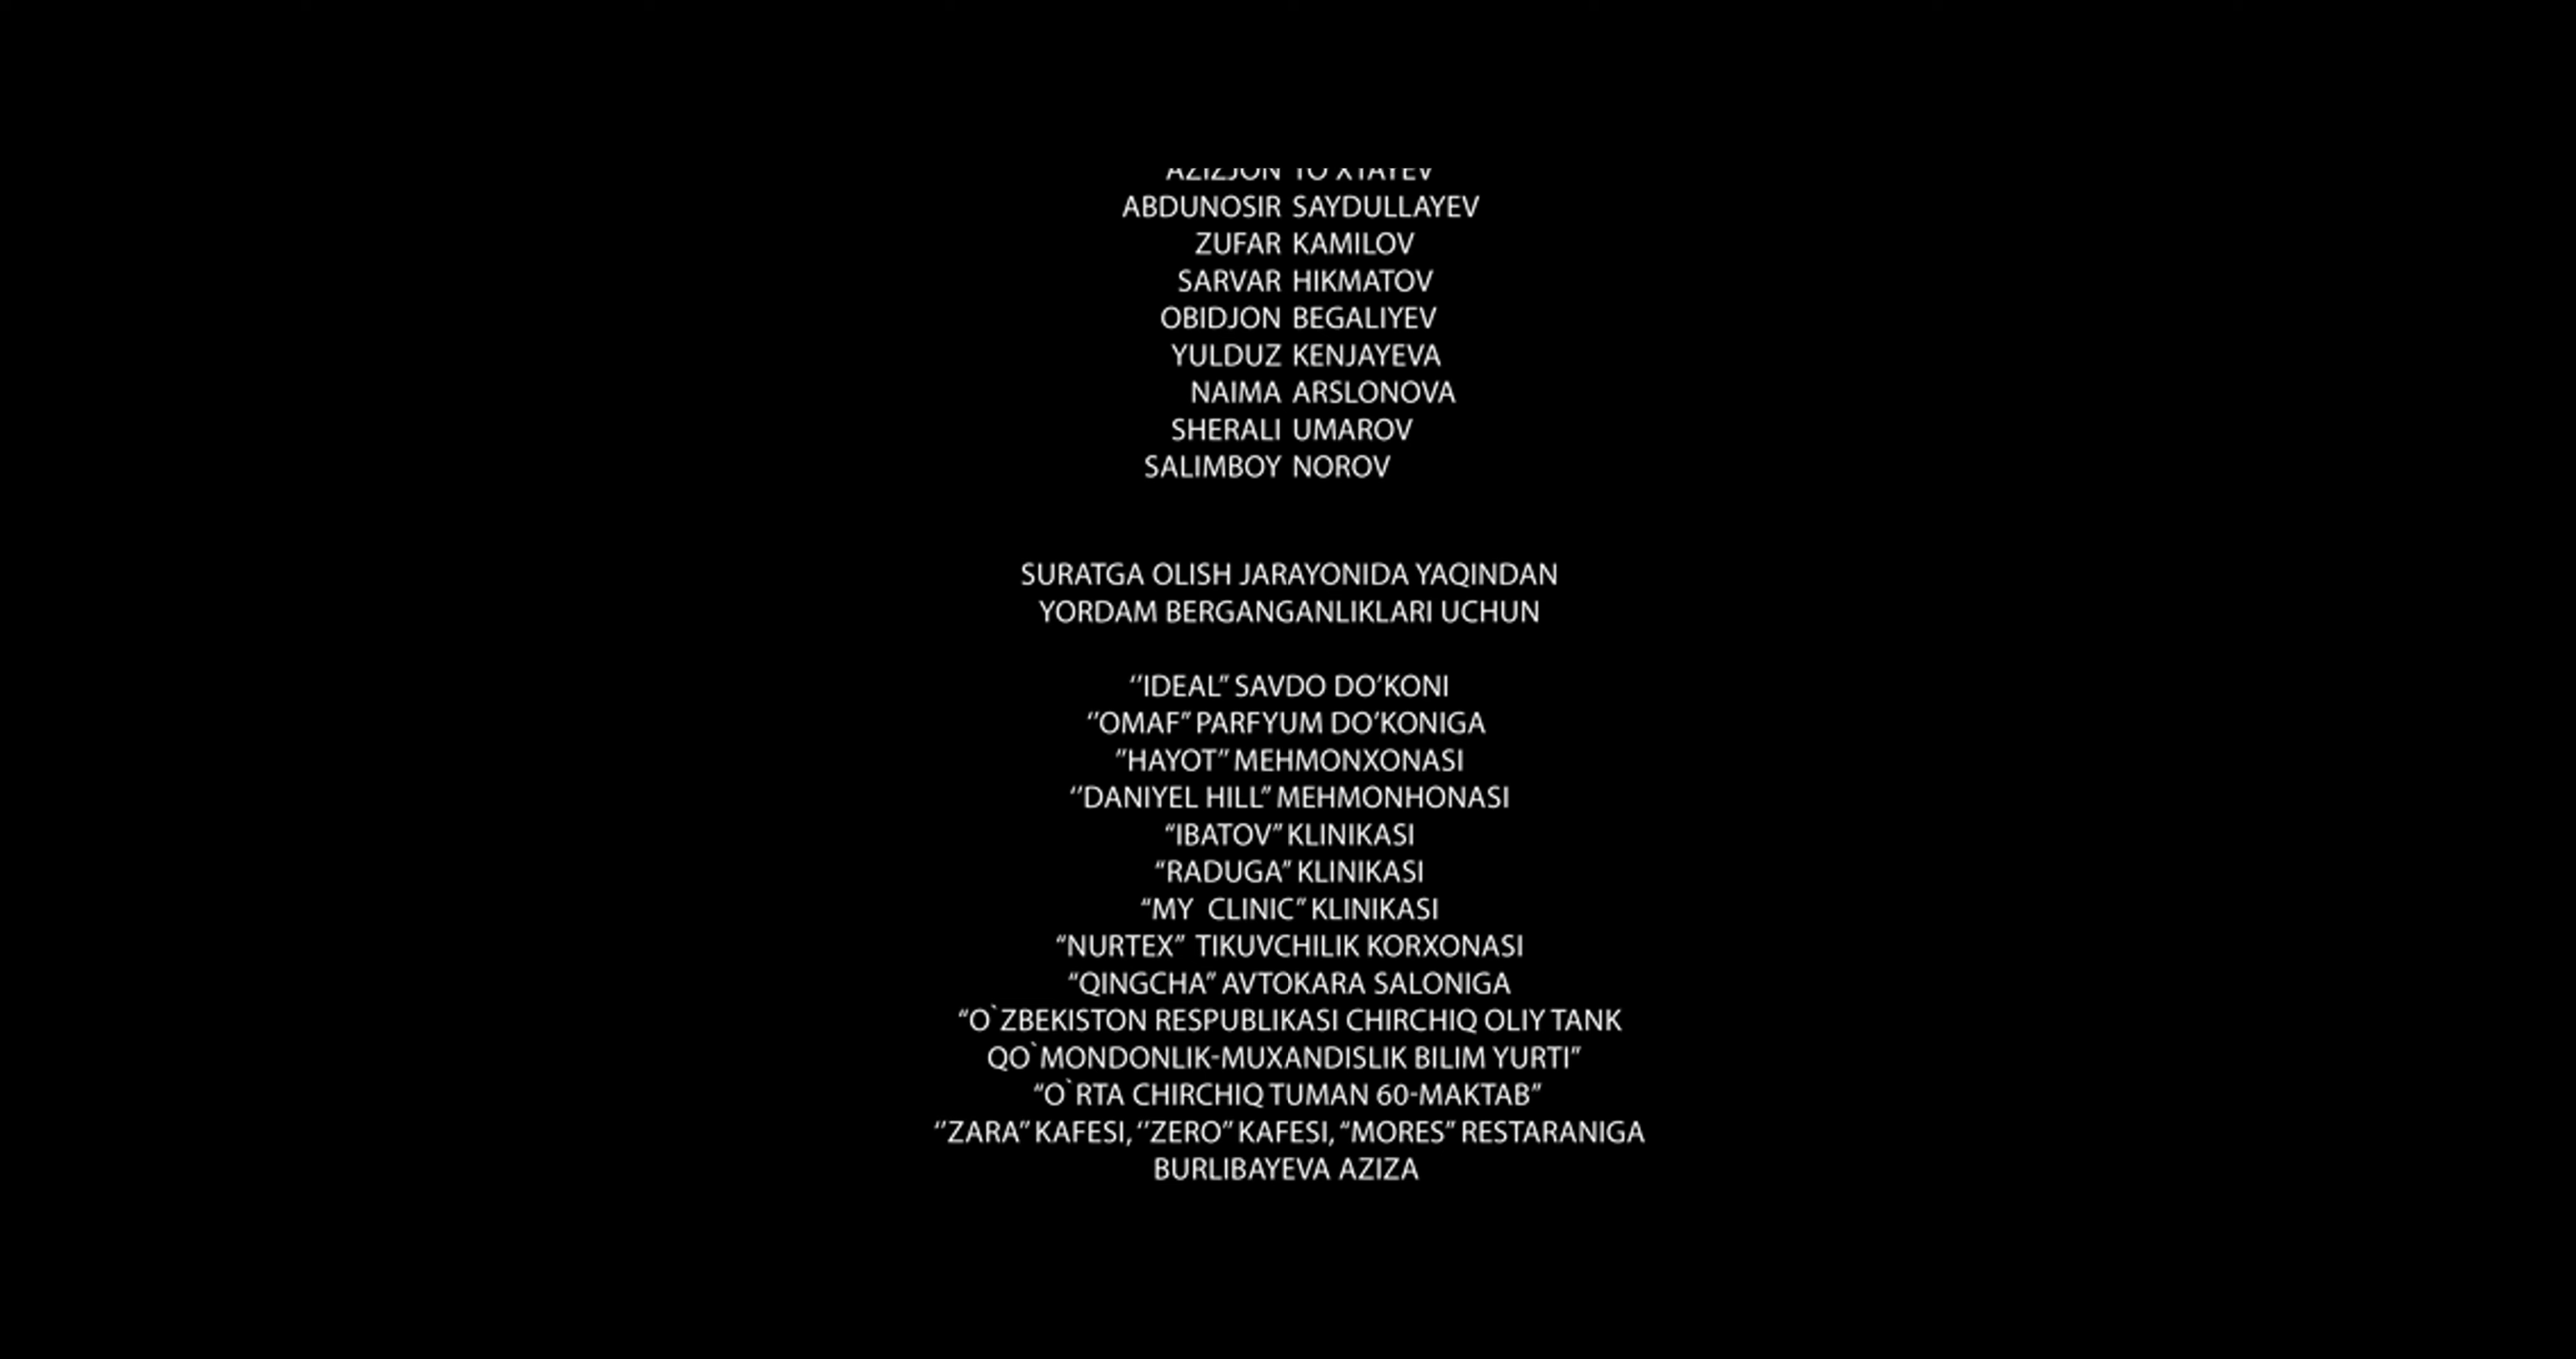 AZIZJON TO'XTAYEV
ABDUNOSIR SAYDULLAYEV
ZUFAR KAMILOV
SARVAR HIKMATOV
OBIDJON BEGALIYEV
YULDUZ KENJAYEVA
NAIMA ARSLONOVA
SHERALI UMAROV
SALIMBOY NOROV
SURATGA OLISH JARAYONIDA YAQINDAN
YORDAM BERGANGANLIKLARI UCHUN
‘’IDEAL” SAVDO DO’KONI
‘’OMAF” PARFYUM DO’KONIGA
”HAYOT” MEHMONXONASI
‘’DANIYEL HILL” MEHMONHONASI
“IBATOV” KLINIKASI
“RADUGA” KLINIKASI
“MY CLINIC” KLINIKASI
“NURTEX” TIKUVCHILIK KORXONASI
“QINGCHA” AVTOKARA SALONIGA
“O`ZBEKISTON RESPUBLIKASI CHIRCHIQ OLIY TANK
QO`MONDONLIK-MUXANDISLIK BILIM YURTI”
“O`RTA CHIRCHIQ TUMAN 60-MAKTAB”
‘’ZARA” KAFESI, ‘’ZERO” KAFESI, “MORES” RESTARANIGA
BURLIBAYEVA AZIZA